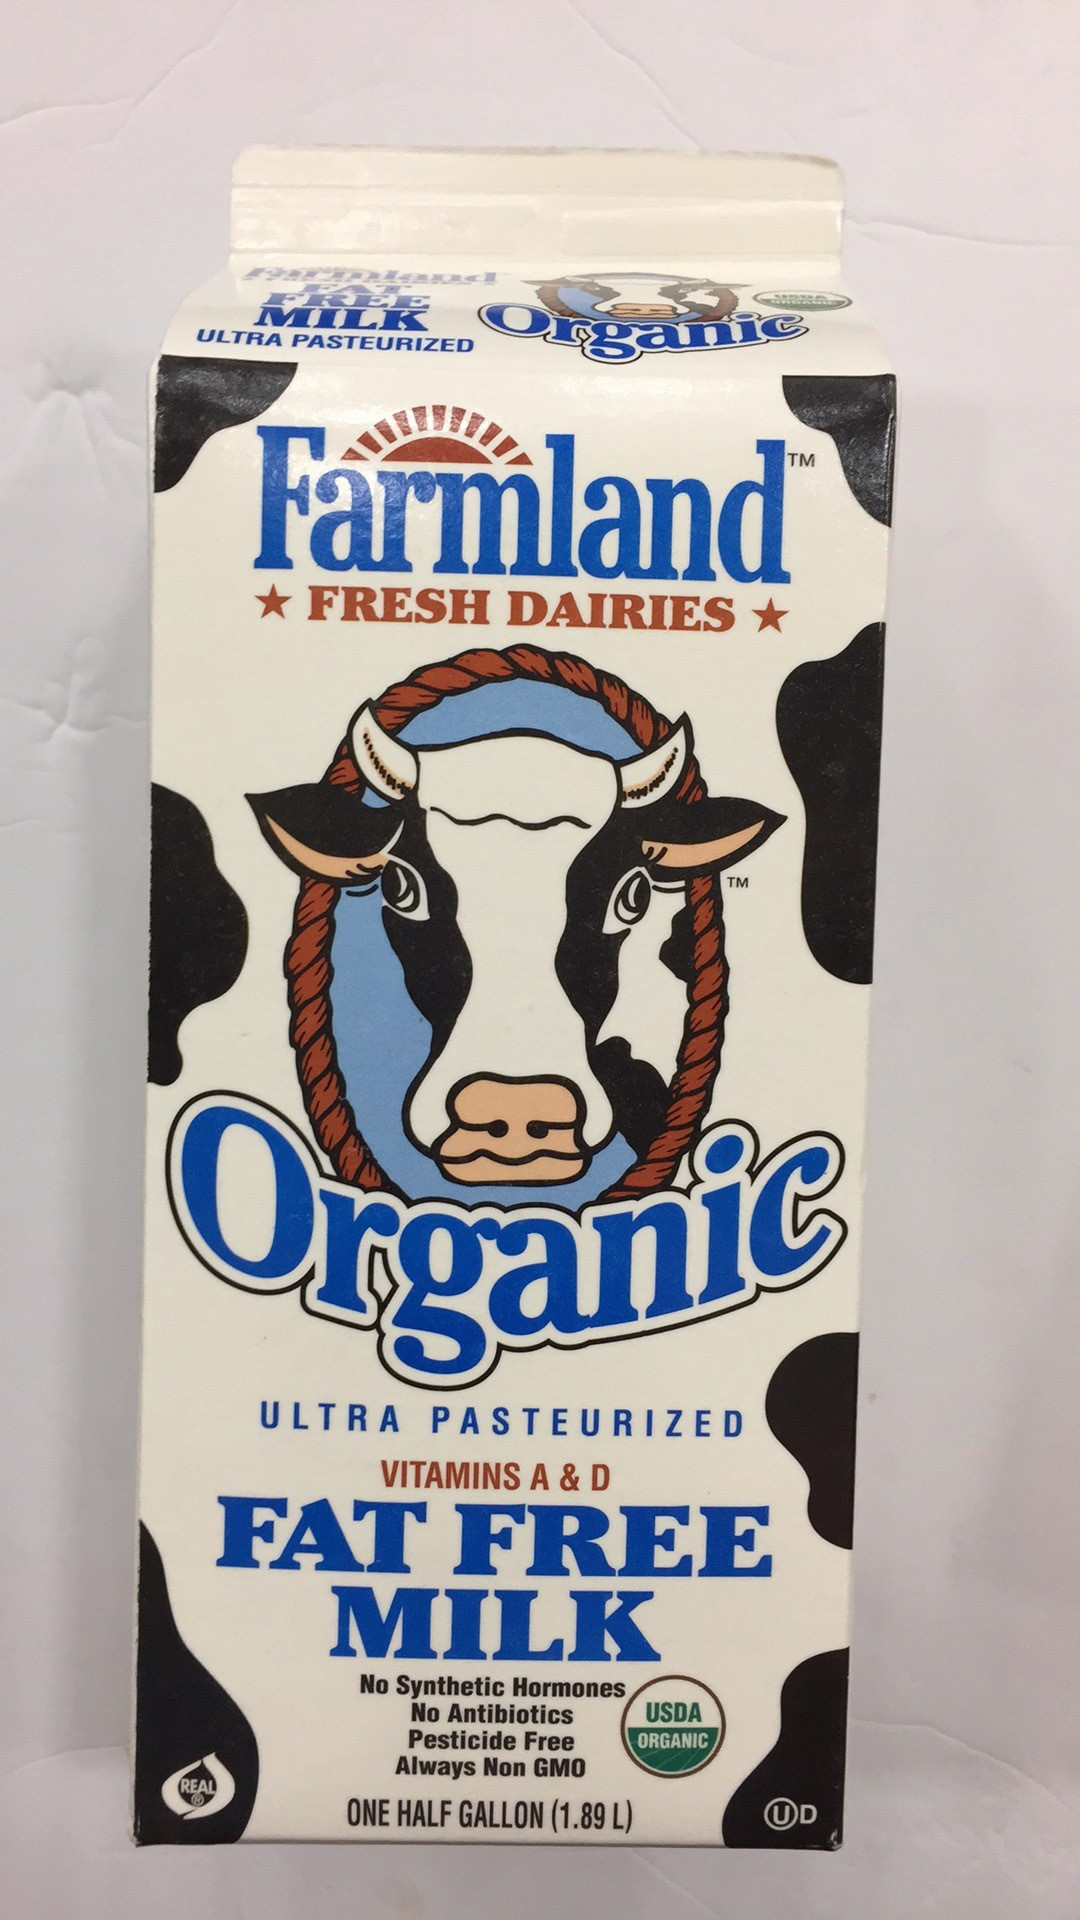 Farmland
FAT
FREE
MILK
ULTRA PASTEURIZED
Organic
USDA
ORGANIC
Farmland™
★ FRESH DAIRIES ★
™
Organic
ULTRA PASTEURIZED
VITAMINS A & D
FAT FREE
MILK
No Synthetic Hormones
No Antibiotics
Pesticide Free
Always Non GMO
USDA
ORGANIC
REAL
®
ONE HALF GALLON (1.89 L)
ⓊD